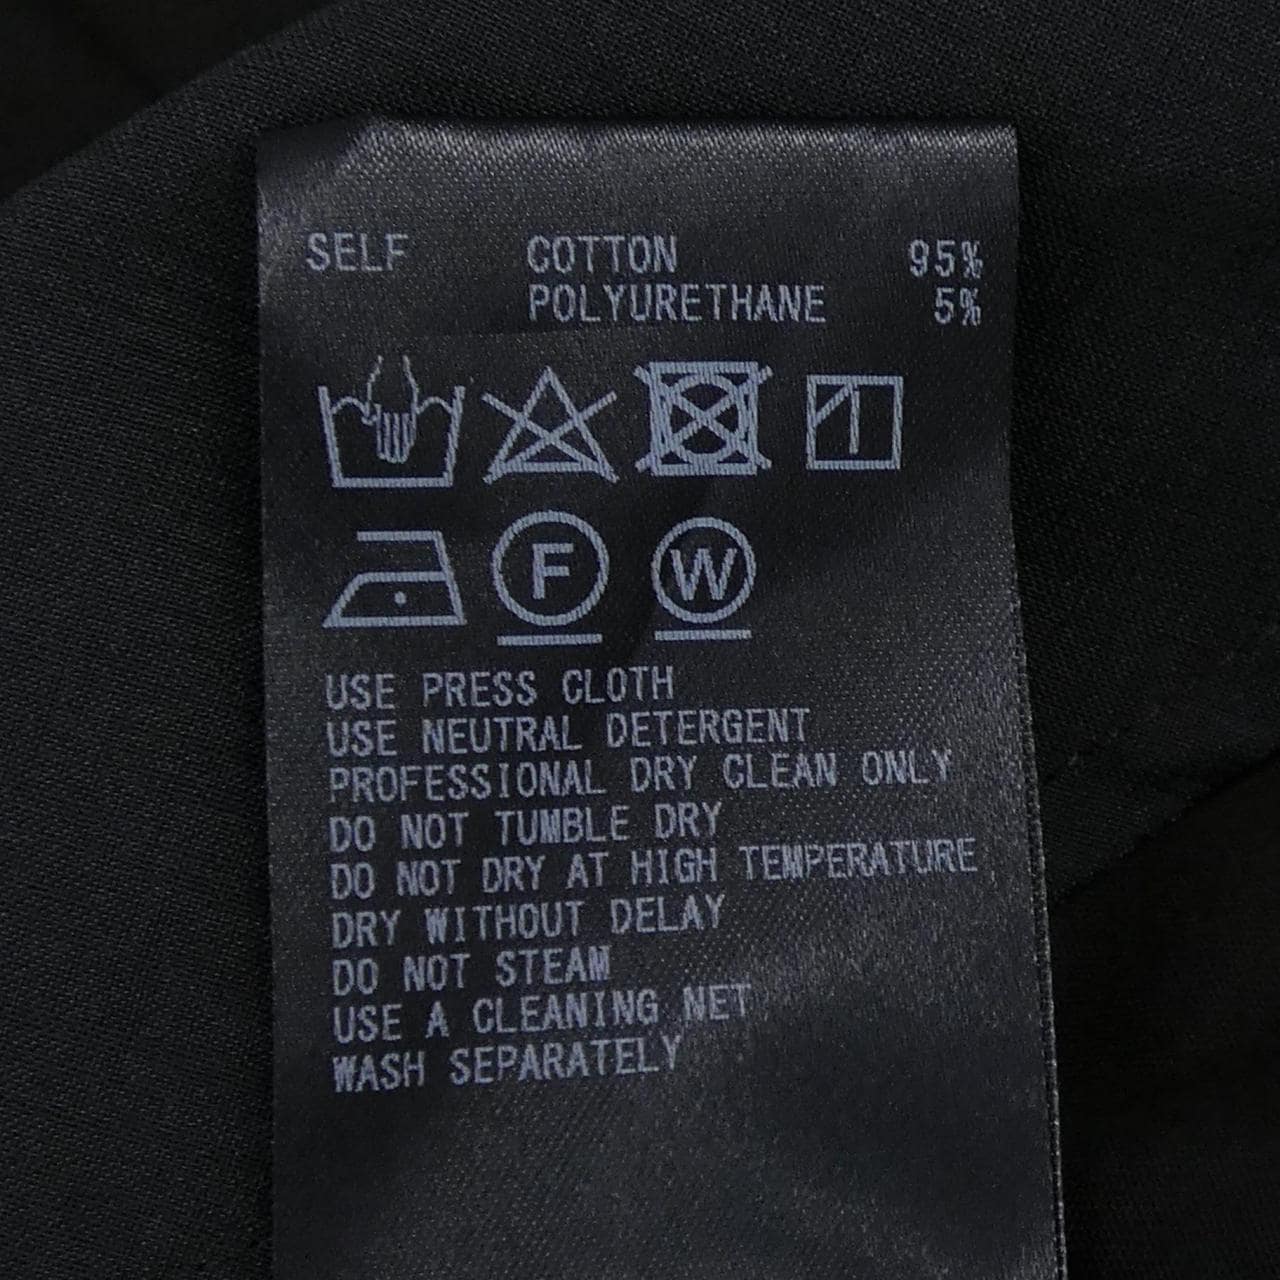 SELF COTTON 95%
POLYURETHANE 5%
F W
USE PRESS CLOTH
USE NEUTRAL DETERGENT
PROFESSIONAL DRY CLEAN ONLY
DO NOT TUMBLE DRY
DO NOT DRY AT HIGH TEMPERATURE
DRY WITHOUT DELAY
DO NOT STEAM
USE A CLEANING NET
WASH SEPARATELY